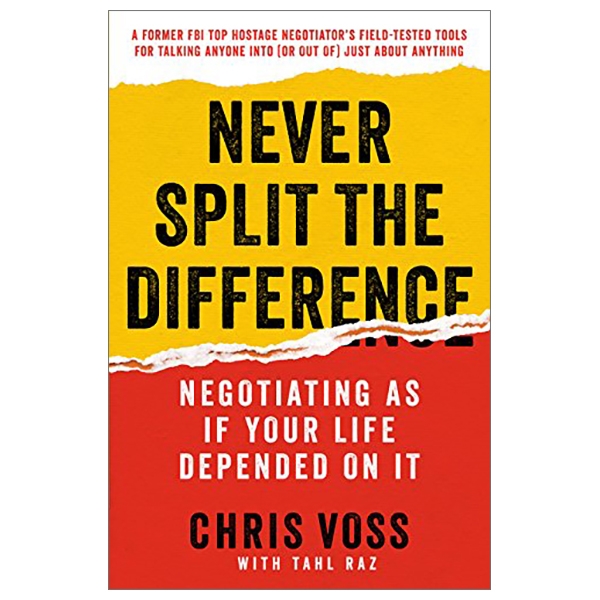 A FORMER FBI TOP HOSTAGE NEGOTIATOR'S FIELD-TESTED TOOLS
FOR TALKING ANYONE INTO (OR OUT OF) JUST ABOUT ANYTHING
NEVER
SPLIT THE
DIFFERENCE
NEGOTIATING AS
IF YOUR LIFE
DEPENDED ON IT
CHRIS VOSS
WITH TAHL RAZ